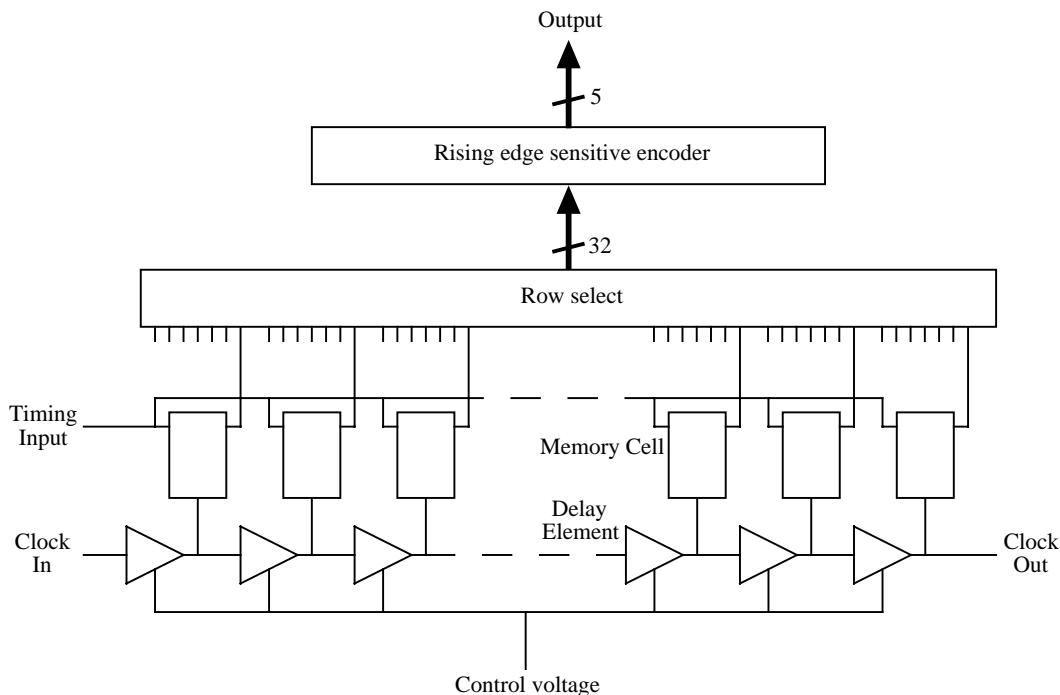 Output
5
Rising edge sensitive encoder
32
Row select
Timing
Input
Memory Cell
Delay
Element
Clock
In
Clock
Out
Control voltage